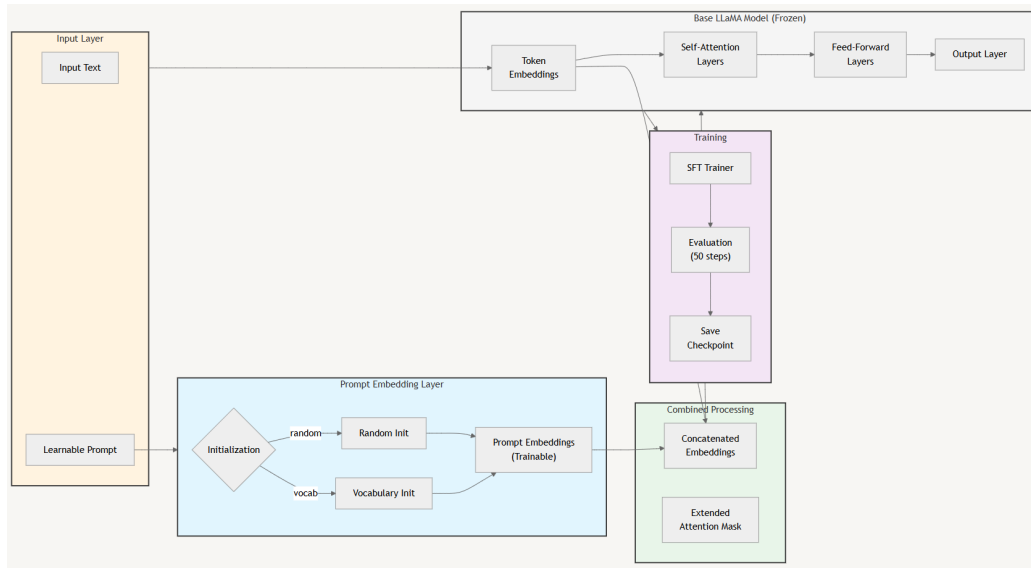 Base LLaMA Model (Frozen)
Input Layer
Input Text
Token
Embeddings
Self-Attention
Layers
Feed-Forward
Layers
Output Layer
Training
SFT Trainer
Evaluation
(50 steps)
Save
Checkpoint
Prompt Embedding Layer
Learnable Prompt
Initialization
random
Random Init
vocab
Vocabulary Init
Prompt Embeddings
(Trainable)
Combined Processing
Concatenated
Embeddings
Extended
Attention Mask